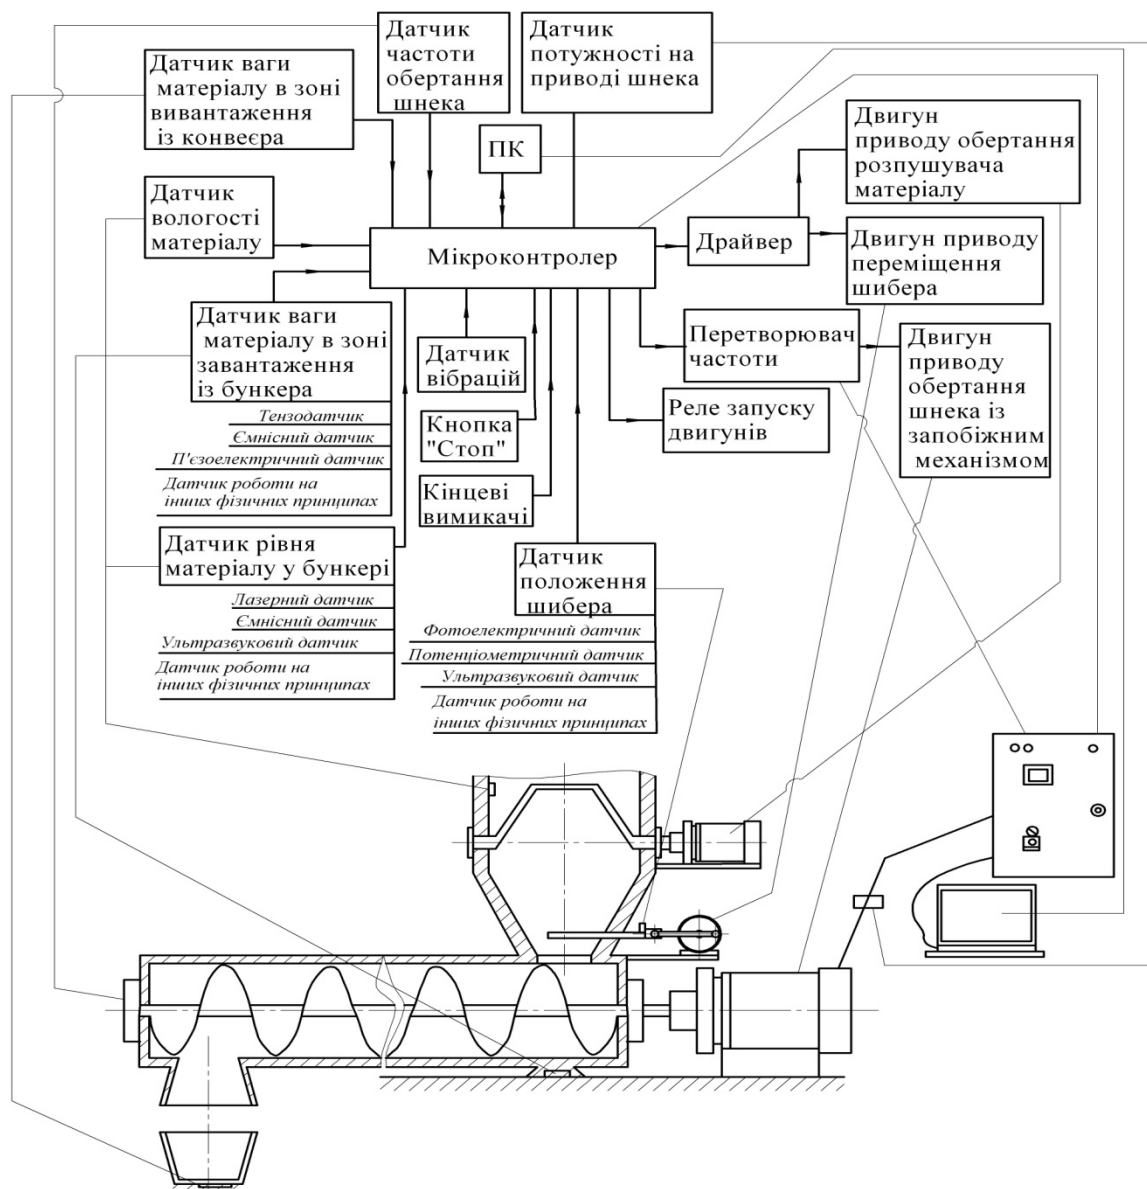 Датчик
частоти
обертання
шнека
Датчик
потужності на
приводі шнека
Датчик ваги
матеріалу в зоні
вивантаження
із конвеєра
ПК
Двигун
приводу обертання
розпушувача
матеріалу
Датчик
вологості
матеріалу
Мікроконтролер
Драйвер
Двигун приводу
переміщення
шибера
Датчик ваги
матеріалу в зоні
завантаження
із бункера
Тензодатчик
Ємнісний датчик
П'єзоелектричний датчик
Датчик роботи на
інших фізичних принципах
Датчик
вібрацій
Перетворювач
частоти
Двигун
приводу
обертання
шнека із
запобіжним
механізмом
Кнопка
"Стоп"
Реле запуску
двигунів
Кінцеві
вимикачі
Датчик рівня
матеріалу у бункері
Лазерний датчик
Ємнісний датчик
Ультразвуковий датчик
Датчик роботи на
інших фізичних принципах
Датчик
положення
шибера
Фотоелектричний датчик
Потенціометричний датчик
Ультразвуковий датчик
Датчик роботи на
інших фізичних принципах